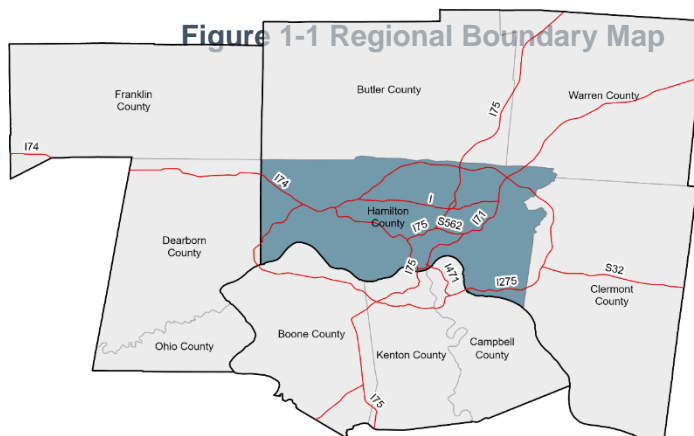 Figure 1-1 Regional Boundary Map
Franklin
County
Butler County
Warren County
I75
I74
I74
I
Hamilton
County
I75
S562
I71
Dearborn
County
I75
I471
I275
S32
Clermont
County
Ohio County
Boone County
Kenton County
Campbell
County
I75